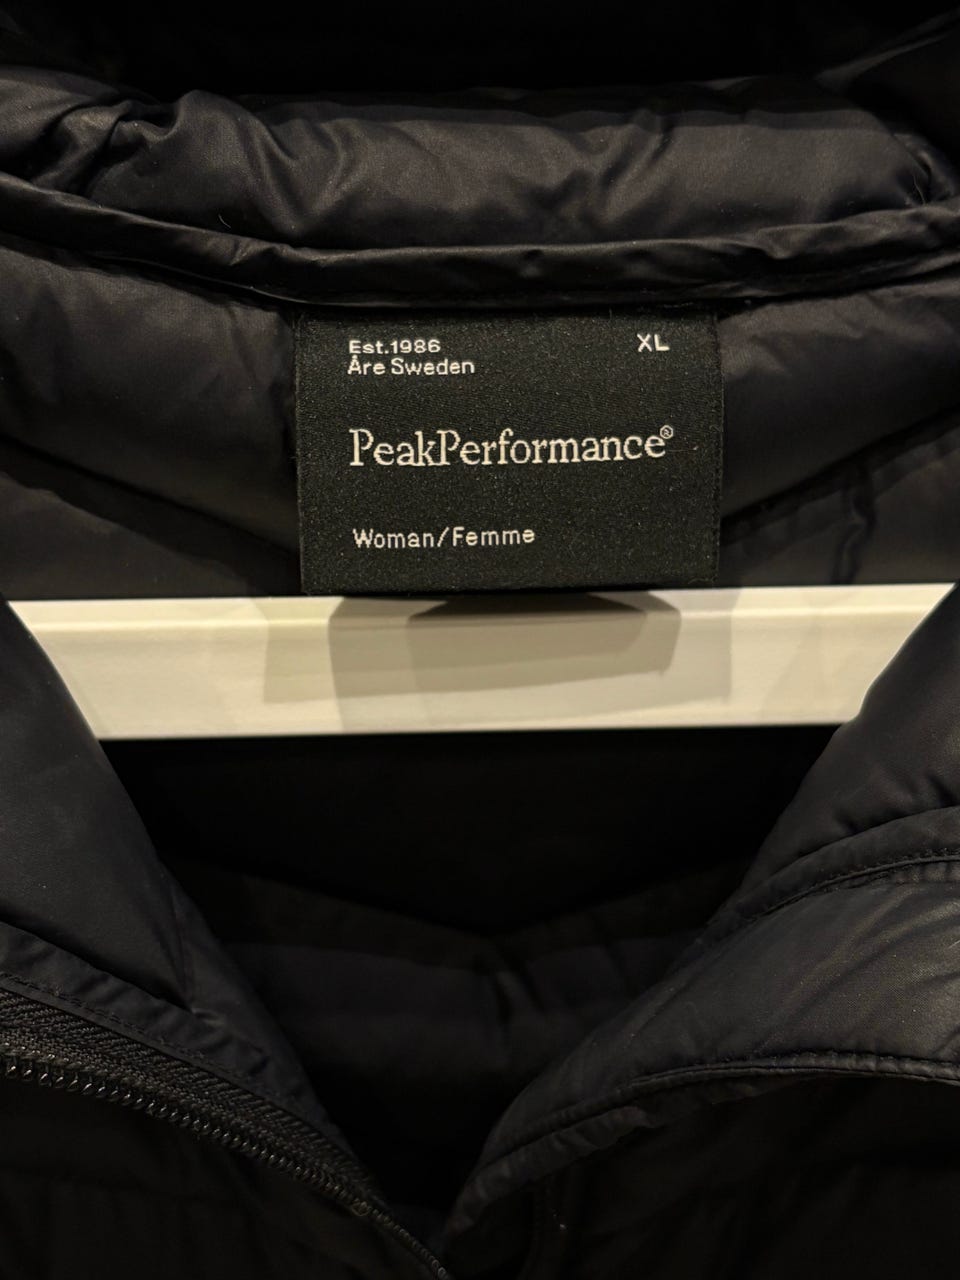 Est.1986 XL
Åre Sweden
PeakPerformance®
Woman/Femme